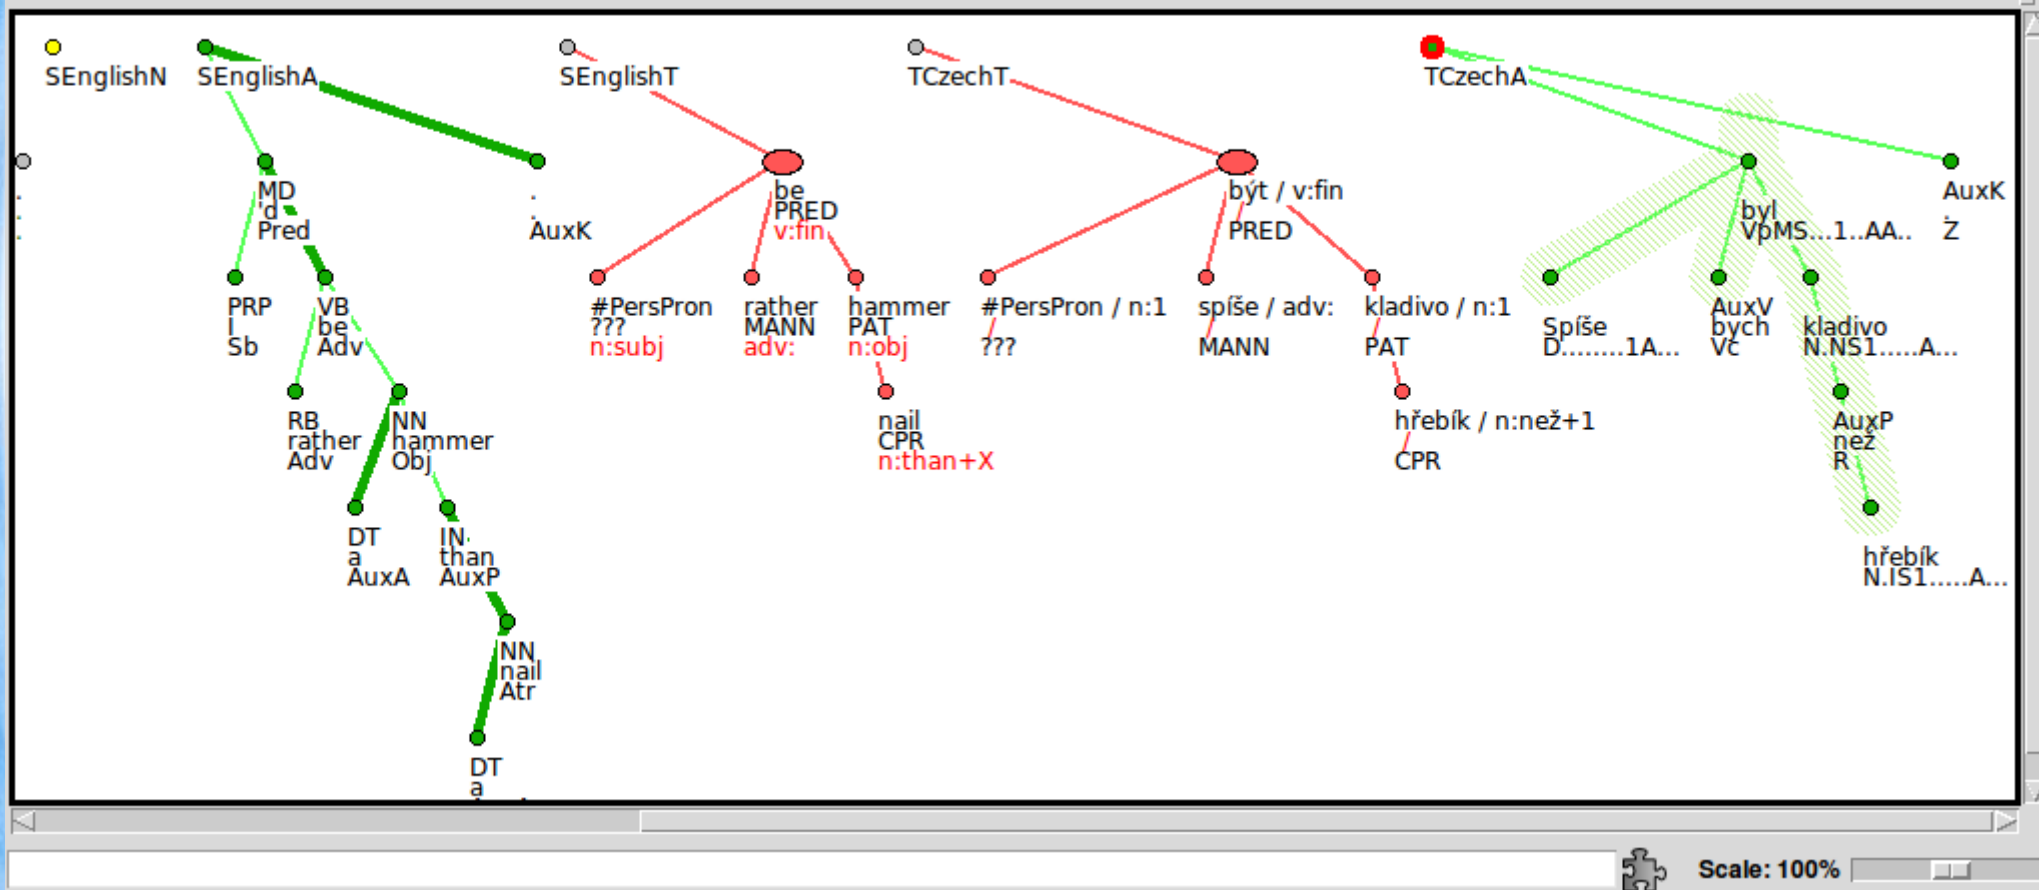 SEnglishN
SEnglishA
SEnglishT
TCzechT
TCzechA
.
:
.
MD
'd
Pred
.
.
AuxK
be
PRED
v:fin
být / v:fin
PRED
byl
VpMS...1..AA..
AuxK
.
Z
PRP
I
Sb
VB
be
Adv
#PersPron
???
n:subj
rather
MANN
adv:
hammer
PAT
n:obj
#PersPron / n:1
???
spíše / adv:
MANN
kladivo / n:1
PAT
Spíše
D........1A...
AuxV
bych
Vc
kladivo
N.NS1.....A...
RB
rather
Adv
NN
hammer
Obj
nail
CPR
n:than+X
hřebík / n:než+1
CPR
AuxP
než
R
DT
a
AuxA
IN
than
AuxP
hřebík
N.IS1.....A...
NN
nail
Atr
DT
a
Scale: 100%